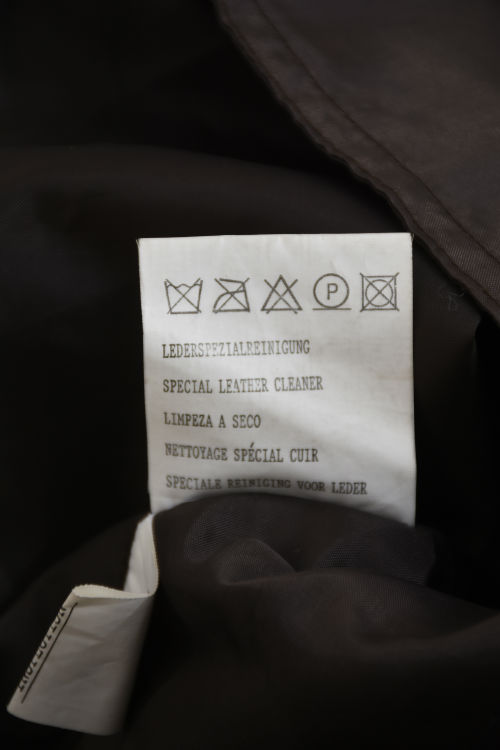 P
LEDERSPEZIALREINIGUNG
SPECIAL LEATHER CLEANER
LIMPEZA A SECO
NETTOYAGE SPÉCIAL CUIR
SPECIALE REINIGING VOOR LEDER